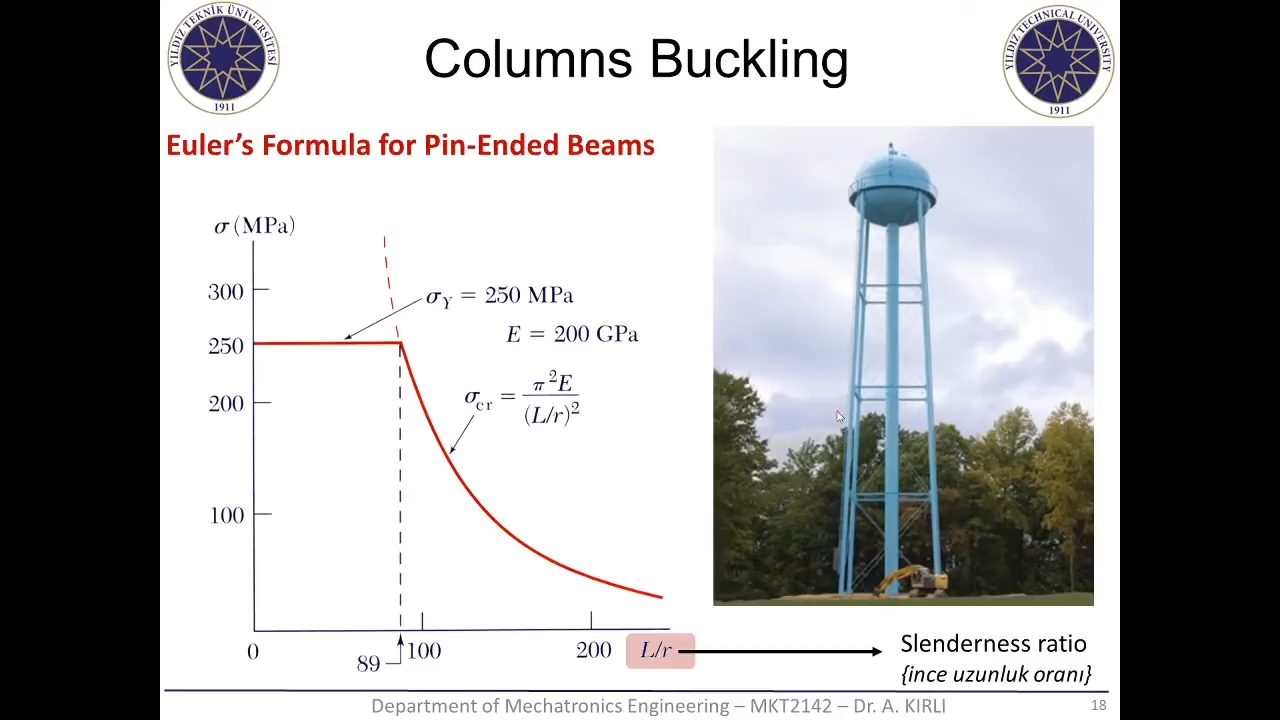 YILDIZ TEKNİK ÜNİVERSİTESİ
1911
Columns Buckling
YILDIZ TECHNICAL UNIVERSITY
1911
Euler’s Formula for Pin-Ended Beams
σ (MPa)
300
250
200
100
σY = 250 MPa
E = 200 GPa
σcr = π²E / (L/r)²
0
89
100
200
L/r
Slenderness ratio
{ince uzunluk oranı}
Department of Mechatronics Engineering – MKT2142 – Dr. A. KIRLI
18